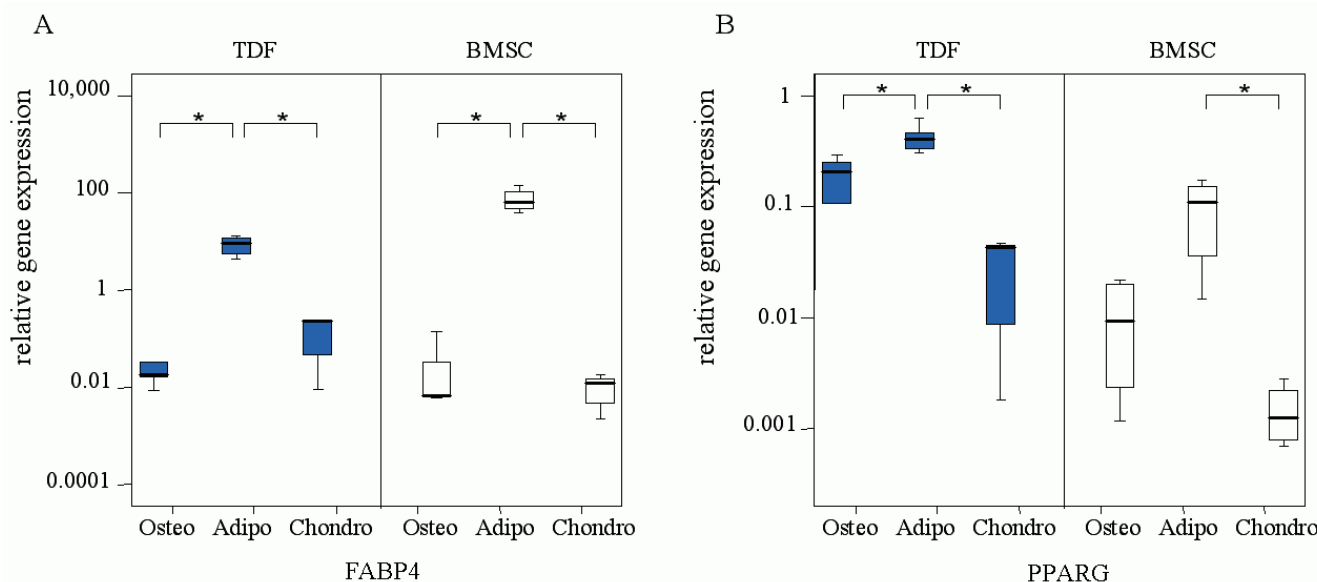 A
TDF
BMSC
relative gene expression
10,000
100
1
0.01
0.0001
* * * *
Osteo Adipo Chondro Osteo Adipo Chondro
FABP4
B
TDF
BMSC
relative gene expression
1
0.1
0.01
0.001
* * *
Osteo Adipo Chondro Osteo Adipo Chondro
PPARG